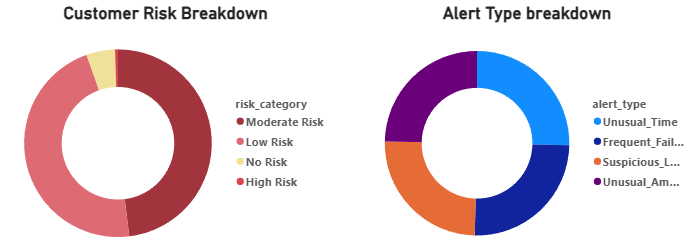 Customer Risk Breakdown
risk_category
Moderate Risk
Low Risk
No Risk
High Risk
Alert Type breakdown
alert_type
Unusual_Time
Frequent_Fail...
Suspicious_L...
Unusual_Am...